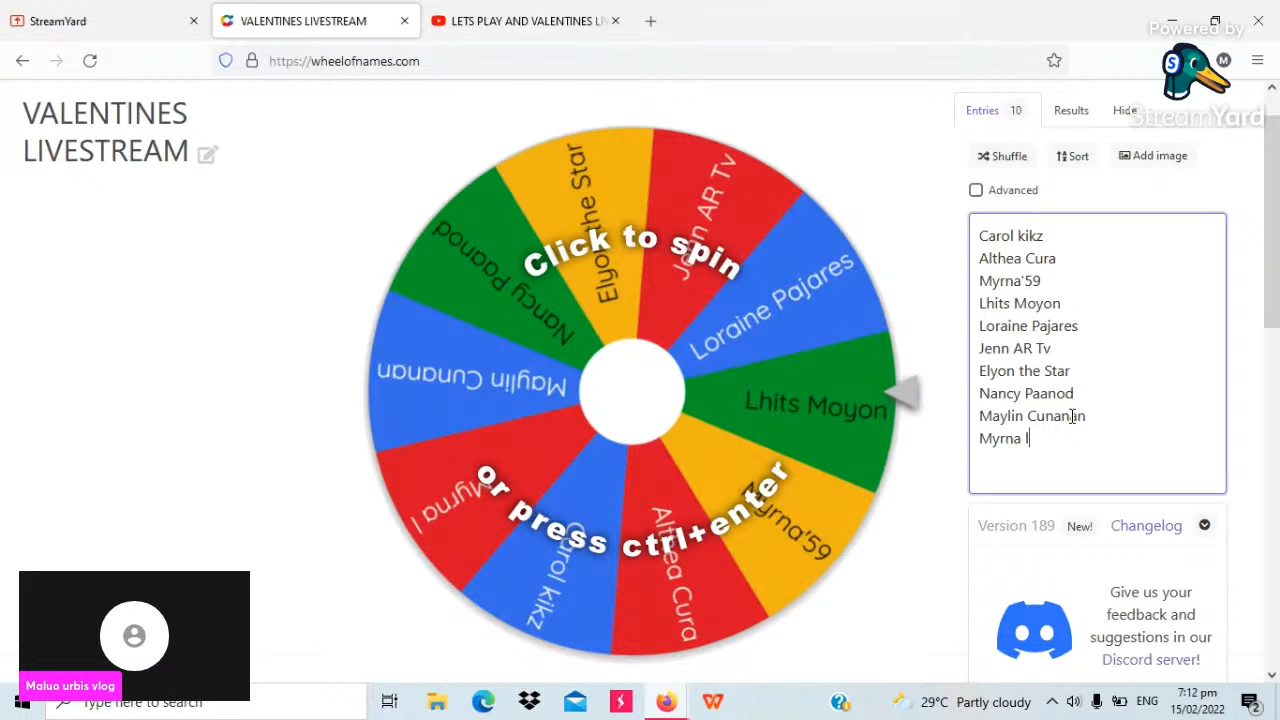 StreamYard
VALENTINES LIVESTREAM
LETS PLAY AND VALENTINES LI
Powered by
https://wheelofnames.com
M
S
StreamYard
VALENTINES
LIVESTREAM
Entries 10
Results
Hide
Shuffle
Sort
Add image
Advanced
Carol kikz
Althea Cura
Myrna'59
Lhits Moyon
Loraine Pajares
Jenn AR Tv
Elyon the Star
Nancy Paanod
Maylin Cunanan
Myrna l
Elyon the Star
Jenn AR Tv
Loraine Pajares
Lhits Moyon
Myrna'59
Althea Cura
Carol kikz
Myrna l
Maylin Cunanan
Nancy Paanod
Click to spin
or press ctrl+enter
Version 189
New!
Changelog
Give us your
feedback and
suggestions in our
Discord server!
Maluo urbis vlog
Type here to search
29°C Partly cloudy
ENG
7:12 pm
15/02/2022
2